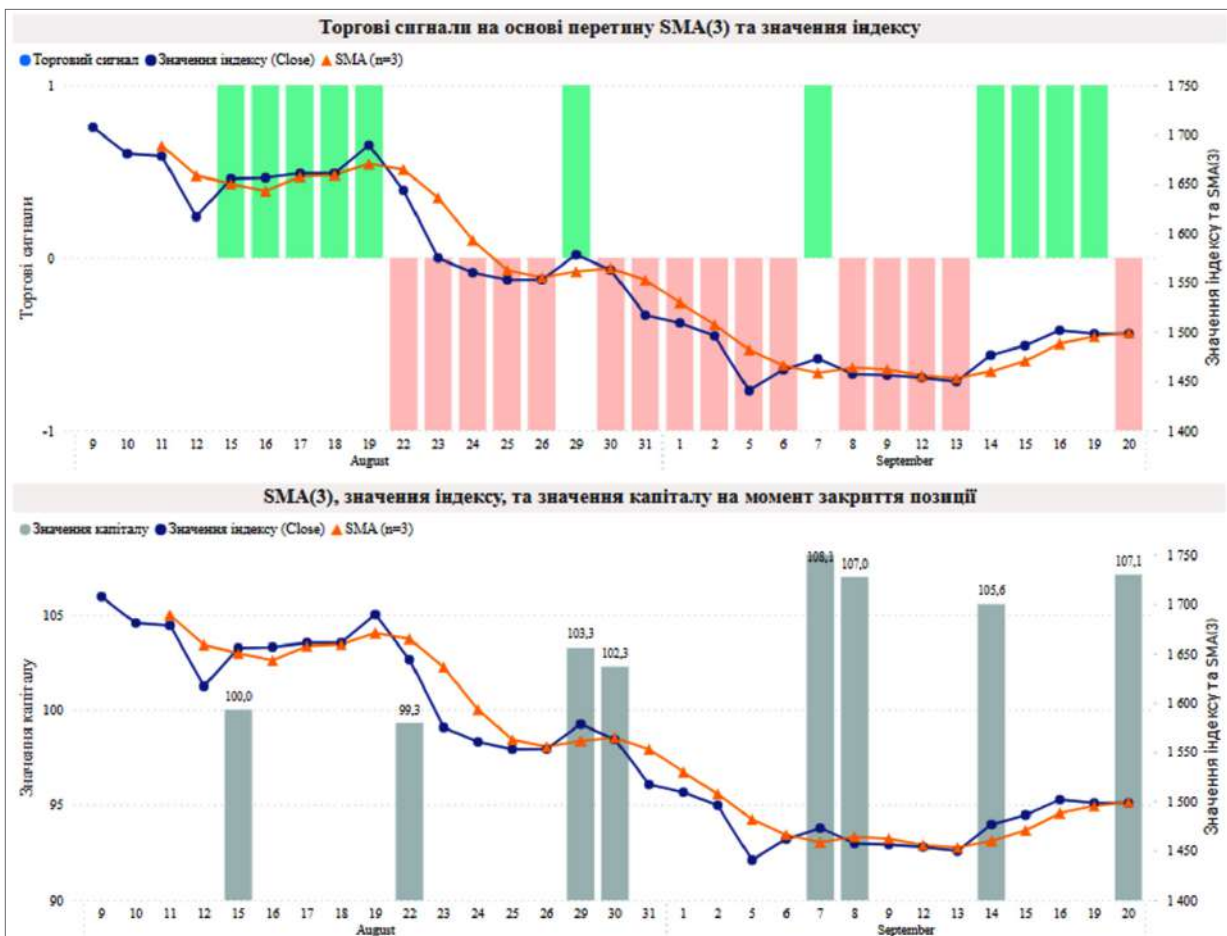 Торгові сигнали на основі перетину SMA(3) та значення індексу
Торговий сигнал Значення індексу (Close) SMA (n=3)
Торгові сигнали
1
0
-1
1 750
1 700
1 650
1 600
1 550
1 500
1 450
1 400
Значення індексу та SMA(3)
9 10 11 12 15 16 17 18 19 22 23 24 25 26 29 30 31 1 2 5 6 7 8 9 12 13 14 15 16 19 20
August September
SMA(3), значення індексу, та значення капіталу на момент закриття позиції
Значення капіталу Значення індексу (Close) SMA (n=3)
Значення капіталу
105
100
95
90
100,0 99,3 103,3 102,3 108,1 107,0 105,6 107,1
1 750
1 700
1 650
1 600
1 550
1 500
1 450
1 400
Значення індексу та SMA(3)
9 10 11 12 15 16 17 18 19 22 23 24 25 26 29 30 31 1 2 5 6 7 8 9 12 13 14 15 16 19 20
August September